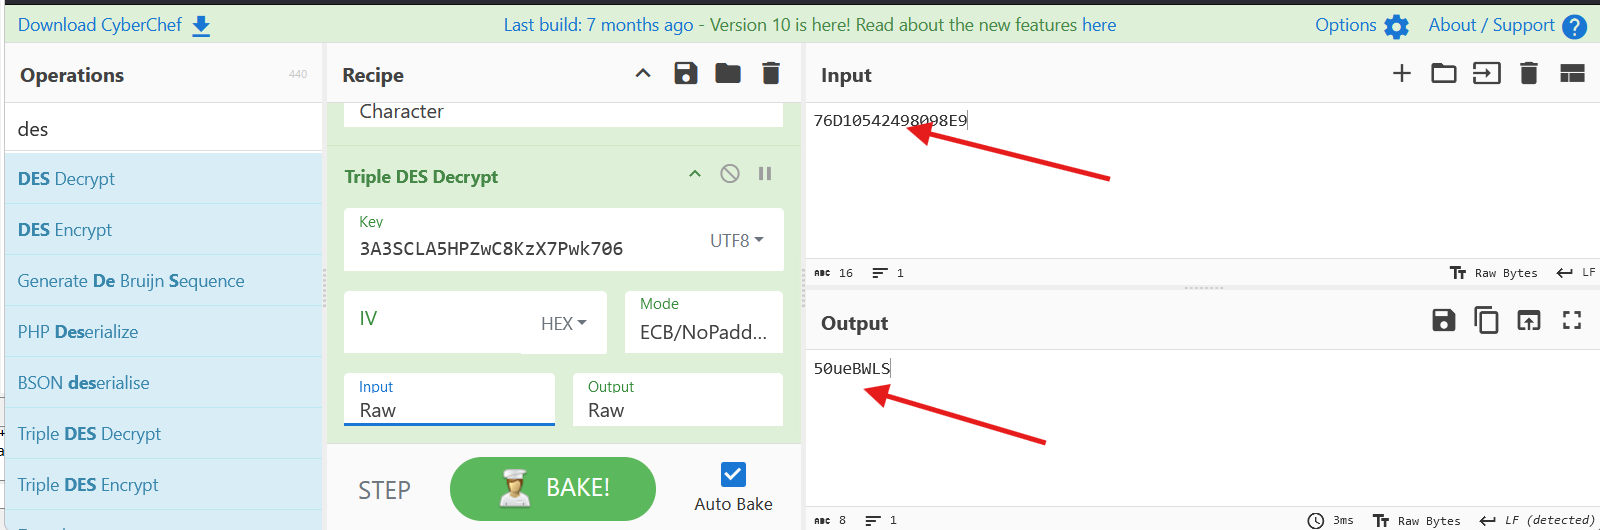 Download CyberChef
Last build: 7 months ago - Version 10 is here! Read about the new features here
Options
About / Support
Operations
440
des
DES Decrypt
DES Encrypt
Generate De Bruijn Sequence
PHP Deserialize
BSON deserialise
Triple DES Decrypt
Triple DES Encrypt
Recipe
Character
Triple DES Decrypt
Key
3A3SCLA5HPZwC8KzX7Pwk706
UTF8
IV
HEX
Mode
ECB/NoPadd...
Input
Raw
Output
Raw
STEP
BAKE!
Auto Bake
Input
76D10542498098E9
ABC 16
1
Raw Bytes
LF
Output
50ueBWLS
ABC 8
1
3ms
Raw Bytes
LF (detected)